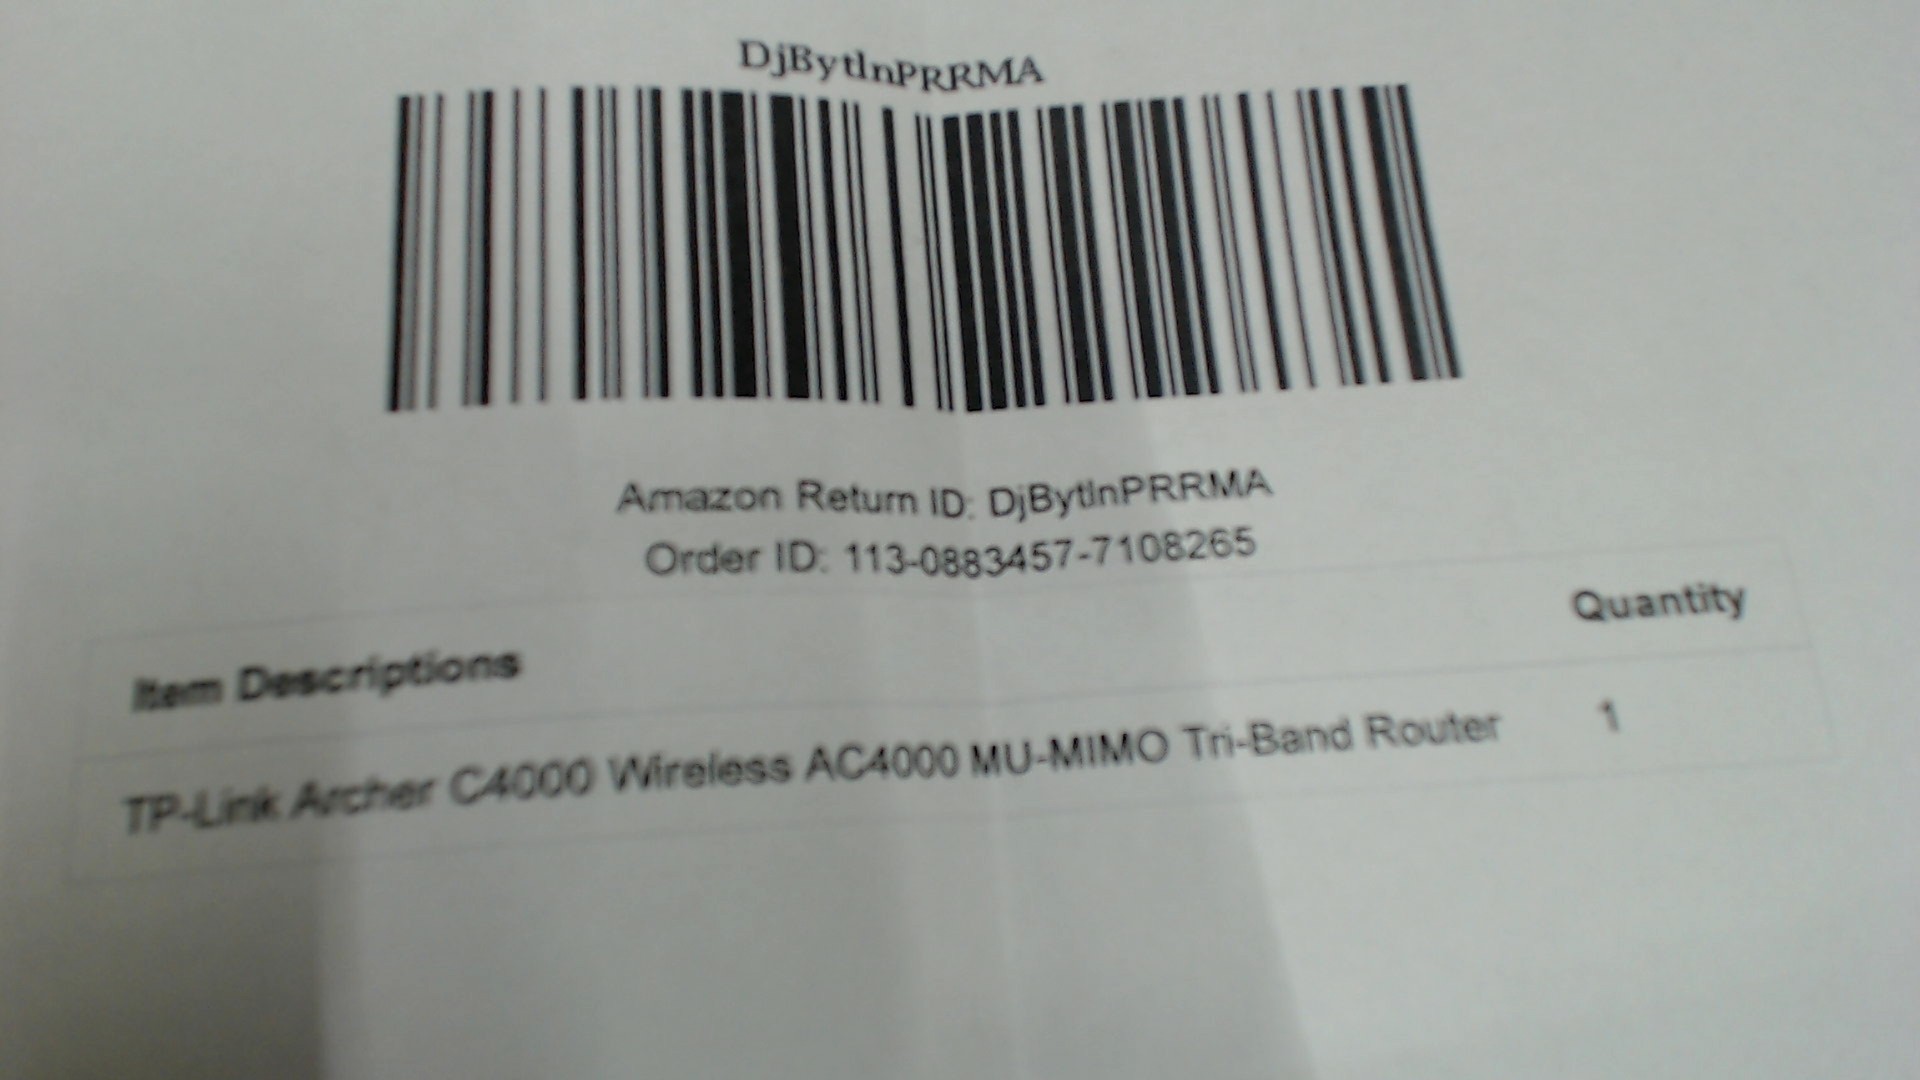 DjBytlnPRRMA
Amazon Return ID: DjBytlnPRRMA
Order ID: 113-0883457-7108265
Item Descriptions Quantity
TP-Link Archer C4000 Wireless AC4000 MU-MIMO Tri-Band Router 1